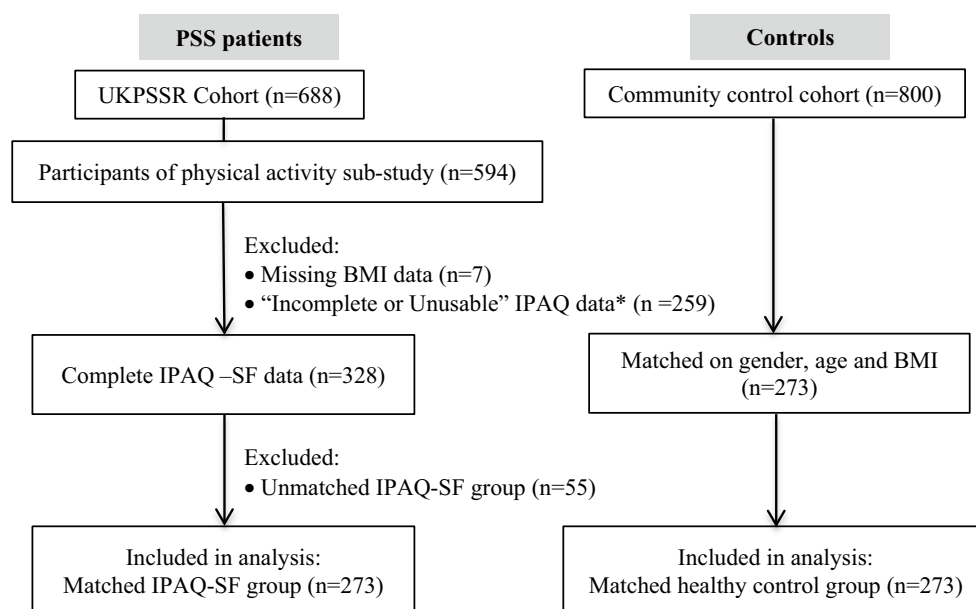 PSS patients
UKPSSR Cohort (n=688)
Participants of physical activity sub-study (n=594)
Excluded:
• Missing BMI data (n=7)
• “Incomplete or Unusable” IPAQ data* (n =259)
Complete IPAQ –SF data (n=328)
Excluded:
• Unmatched IPAQ-SF group (n=55)
Included in analysis:
Matched IPAQ-SF group (n=273)
Controls
Community control cohort (n=800)
Matched on gender, age and BMI
(n=273)
Included in analysis:
Matched healthy control group (n=273)